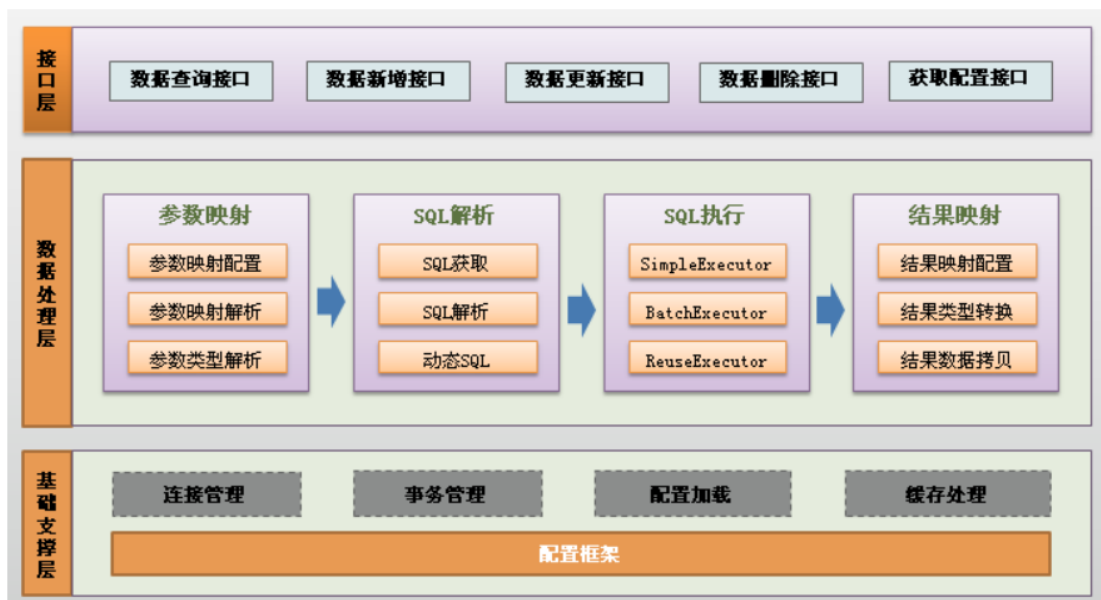 接口层
数据查询接口
数据新增接口
数据更新接口
数据删除接口
获取配置接口
数据处理层
参数映射
参数映射配置
参数映射解析
参数类型解析
SQL解析
SQL获取
SQL解析
动态SQL
SQL执行
SimpleExecutor
BatchExecutor
ReuseExecutor
结果映射
结果映射配置
结果类型转换
结果数据拷贝
基础支撑层
连接管理
事务管理
配置加载
缓存处理
配置框架